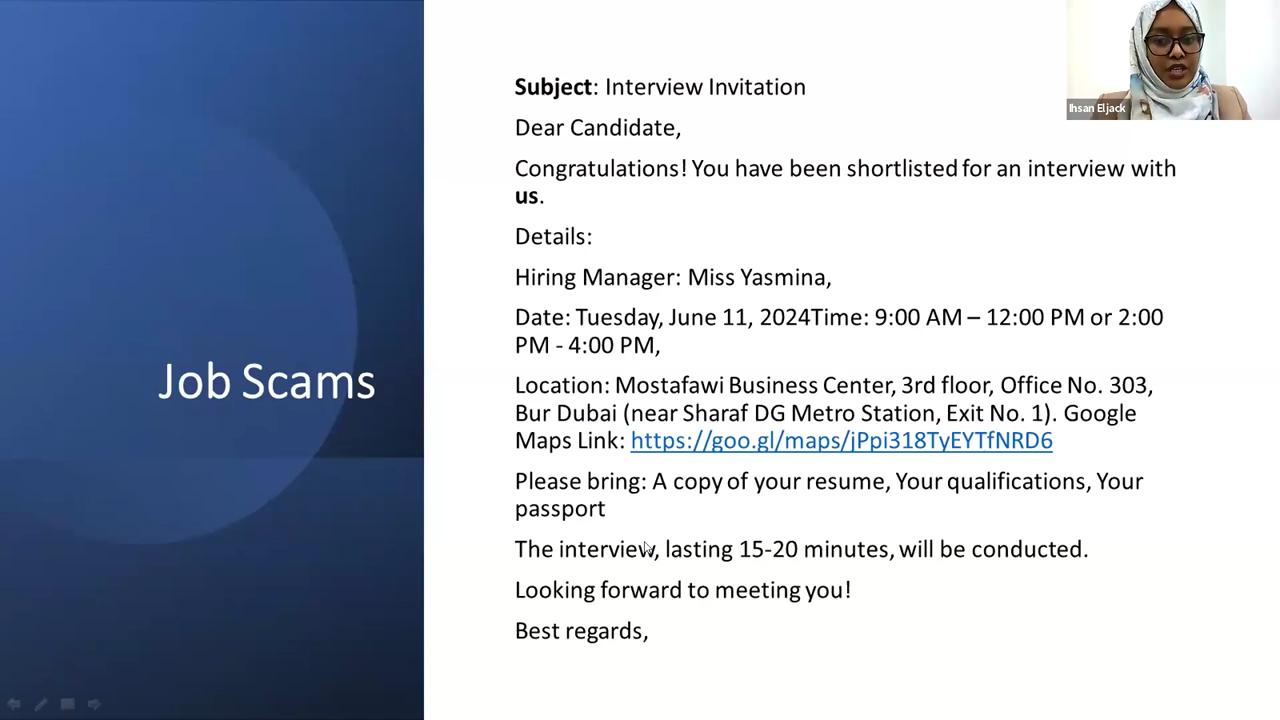 Job Scams
Subject: Interview Invitation
Dear Candidate,
Congratulations! You have been shortlisted for an interview with
us.
Details:
Hiring Manager: Miss Yasmina,
Date: Tuesday, June 11, 2024Time: 9:00 AM – 12:00 PM or 2:00
PM - 4:00 PM,
Location: Mostafawi Business Center, 3rd floor, Office No. 303,
Bur Dubai (near Sharaf DG Metro Station, Exit No. 1). Google
Maps Link: https://goo.gl/maps/jPpi318TyEYTfNRD6
Please bring: A copy of your resume, Your qualifications, Your
passport
The interview, lasting 15-20 minutes, will be conducted.
Looking forward to meeting you!
Best regards,
Ihsan Eljack